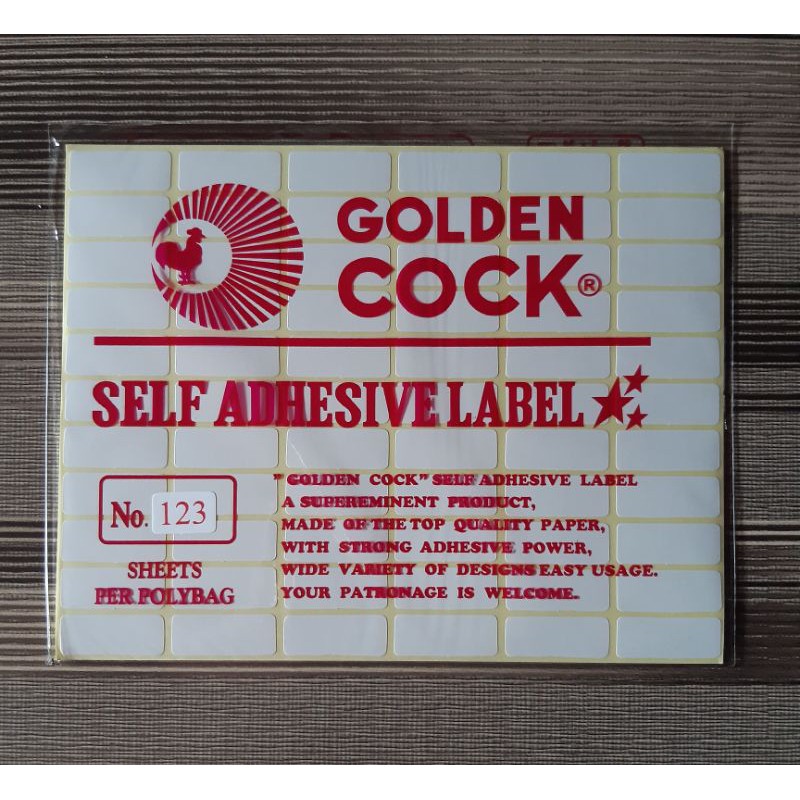 GOLDEN
COCK®
SELF ADHESIVE LABEL
No. 123
SHEETS
PER POLYBAG
"GOLDEN COCK" SELF ADHESIVE LABEL
A SUPEREMINENT PRODUCT,
MADE OF THE TOP QUALITY PAPER,
WITH STRONG ADHESIVE POWER,
WIDE VARIETY OF DESIGNS EASY USAGE.
YOUR PATRONAGE IS WELCOME.